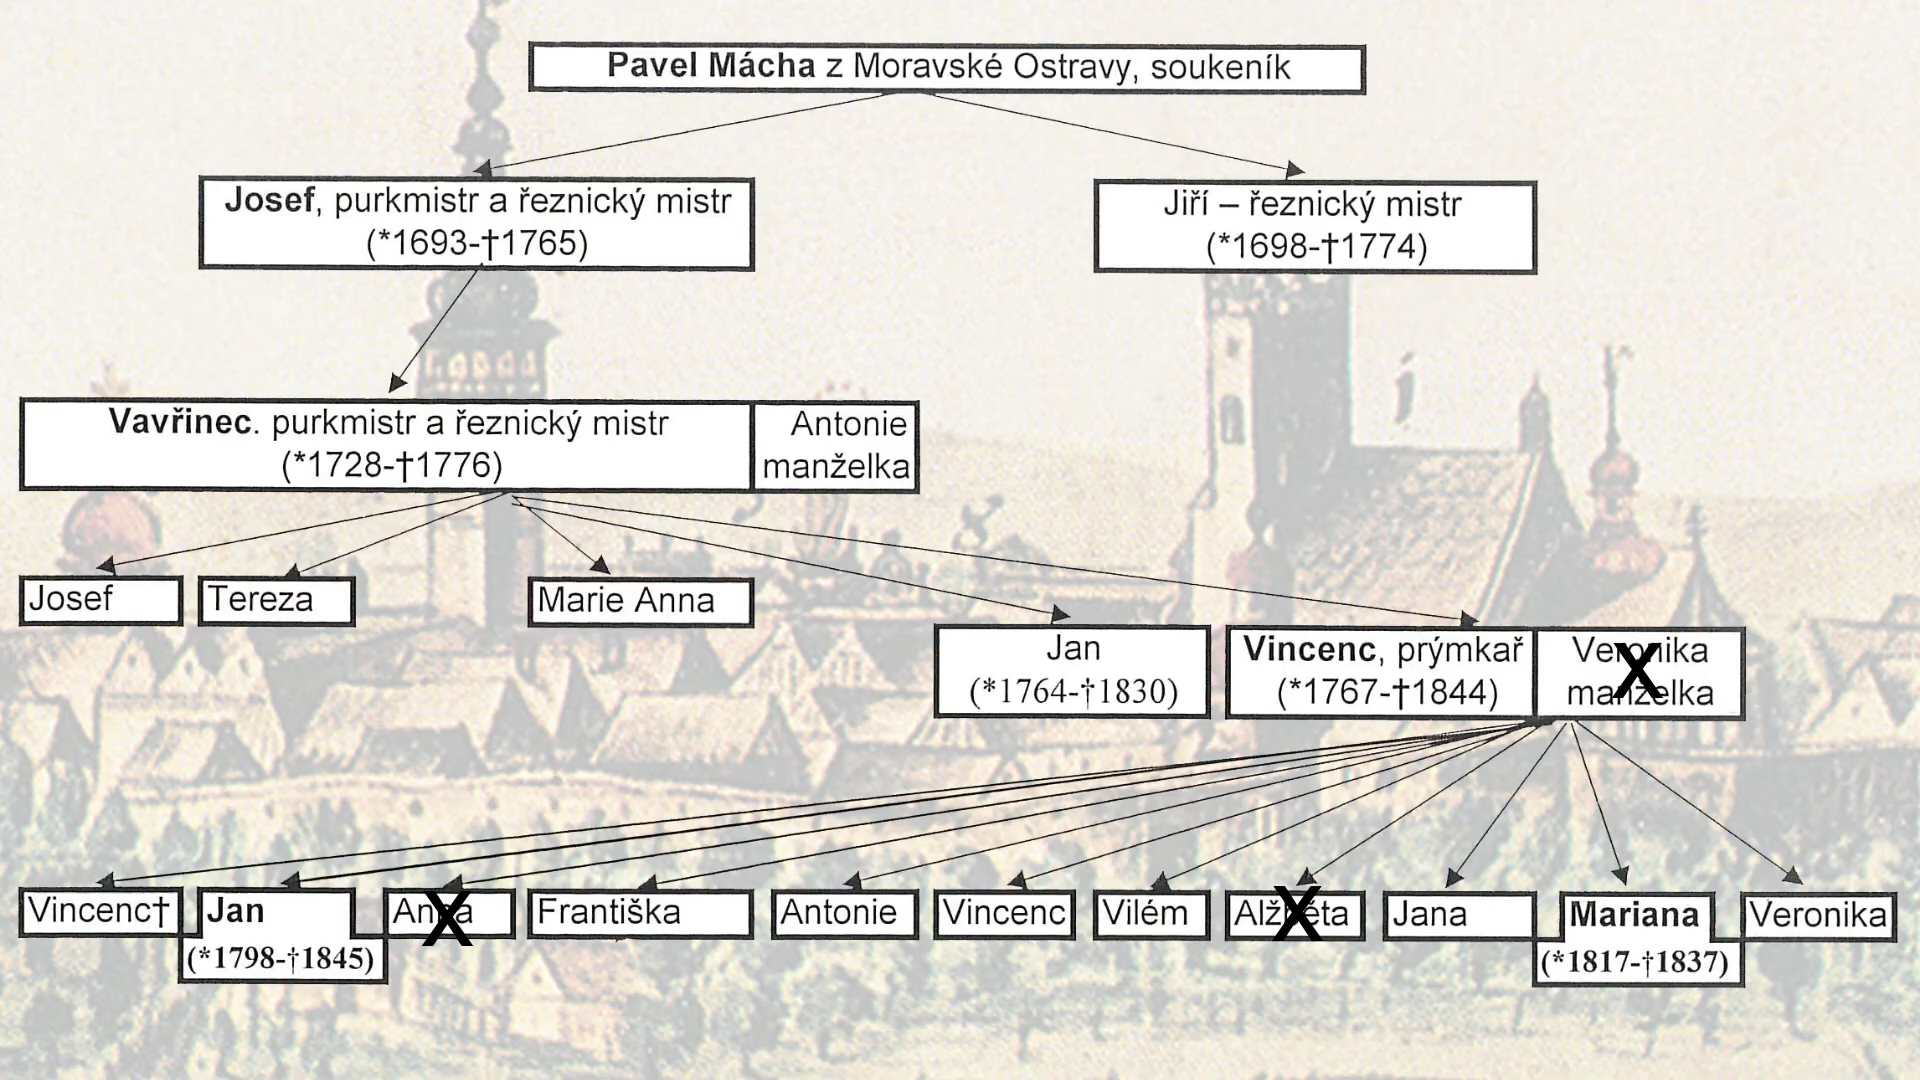 Pavel Mácha z Moravské Ostravy, soukeník
Josef, purkmistr a řeznický mistr
(*1693-†1765)
Jiří – řeznický mistr
(*1698-†1774)
Vavřinec. purkmistr a řeznický mistr
(*1728-†1776)
Antonie
manželka
Josef
Tereza
Marie Anna
Jan
(*1764-†1830)
Vincenc, prýmkař
(*1767-†1844)
Veronika
manželka
X
Vincenc†
Jan
(*1798-†1845)
Anna
X
Františka
Antonie
Vincenc
Vilém
Alžběta
X
Jana
Mariana
(*1817-†1837)
Veronika